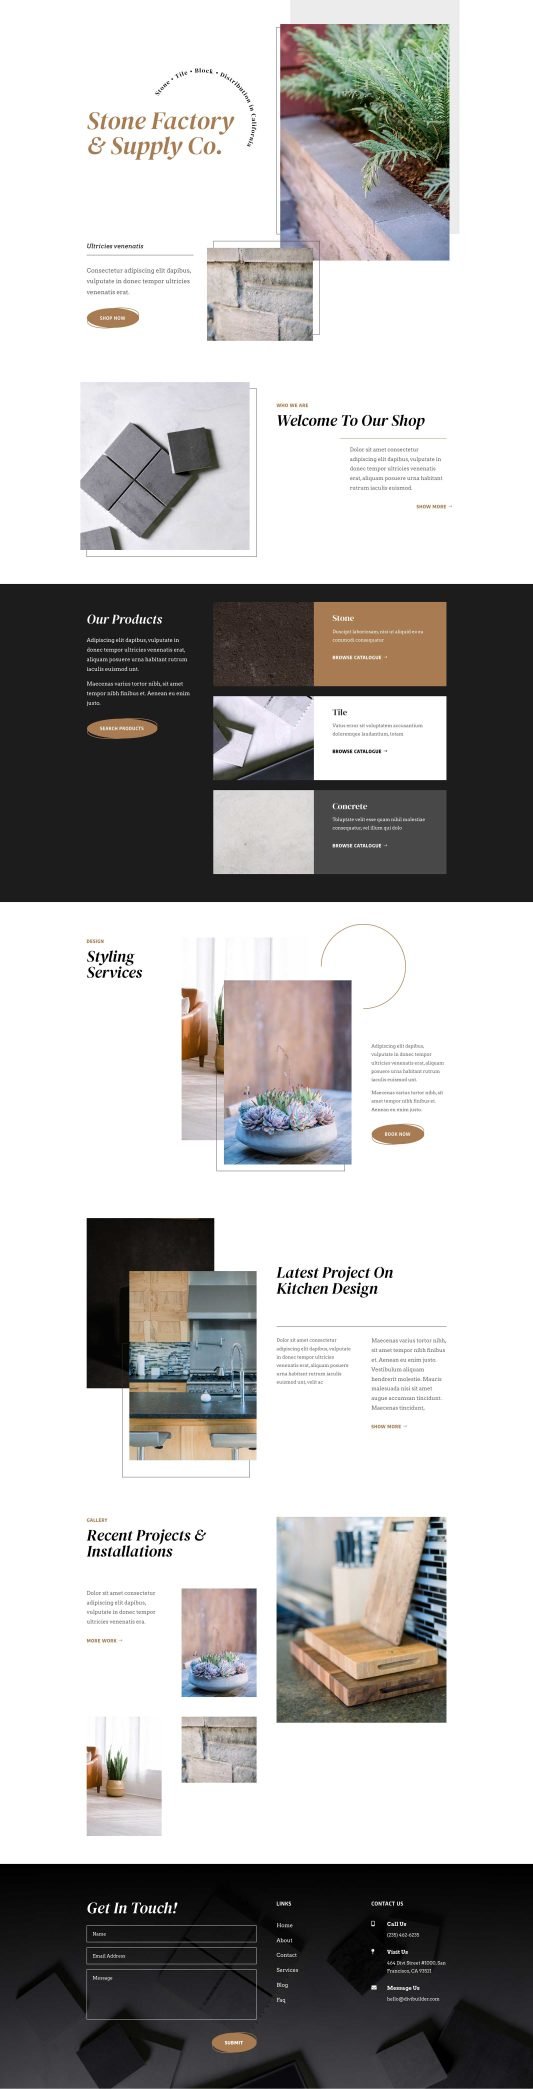 Stone • Tile • Block • Distribution in California
Stone Factory
& Supply Co.
Ultricies venenatis
Consectetur adipiscing elit dapibus,
vulputate in donec tempor ultricies
venenatis erat.
SHOP NOW
WHO WE ARE
Welcome To Our Shop
Dolor sit amet consectetur
adipiscing elit dapibus, vulputate in
donec tempor ultricies venenatis
erat, aliquam posuere urna habitant
rutrum iaculis euismod.
SHOW MORE →
Our Products
Adipiscing elit dapibus, vulputate in
donec tempor ultricies venenatis erat,
aliquam posuere urna habitant rutrum
iaculis euismod unt.
Maecenas varius tortor nibh, sit amet
tempor nibh finibus et. Aenean eu enim
justo.
SEARCH PRODUCTS
Stone
Duscipit laboriosam, nisi ut aliquid ex ea
commodi consequatur
BROWSE CATALOGUE →
Tile
Varius error sit voluptatem accusantium
doloremque laudantium, totam
BROWSE CATALOGUE →
Concrete
Voluptate velit esse quam nihil molestiae
consequatur, vel illum qui dolo
BROWSE CATALOGUE →
DESIGN
Styling
Services
Adipiscing elit dapibus,
vulputate in donec tempor
ultricies venenatis erat, aliquam
posuere urna habitant rutrum
iaculis euismod unt.
Maecenas varius tortor nibh, sit
amet tempor nibh finibus et.
Aenean eu enim justo.
BOOK NOW
Latest Project On
Kitchen Design
Dolor sit amet consectetur
adipiscing elit dapibus, vulputate
in donec tempor ultricies
venenatis erat, aliquam posuere
urna habitant rutrum iaculis
euismod unt, velit ac
Maecenas varius tortor nibh,
sit amet tempor nibh finibus
et. Aenean eu enim justo.
Vestibulum aliquam
hendrerit molestie. Mauris
malesuada nisi sit amet
augue accumsan tincidunt.
Maecenas tincidunt,
SHOW MORE →
GALLERY
Recent Projects &
Installations
Dolor sit amet consectetur
adipiscing elit dapibus,
vulputate in donec tempor
ultricies venenatis era.
MORE WORK →
Get In Touch!
Name
Email Address
Message
SUBMIT
LINKS
Home
About
Contact
Services
Blog
Faq
CONTACT US
Call Us
(235) 462-6235
Visit Us
464 Divi Street #1000, San
Francisco, CA 93521
Message Us
hello@divibuilder.com